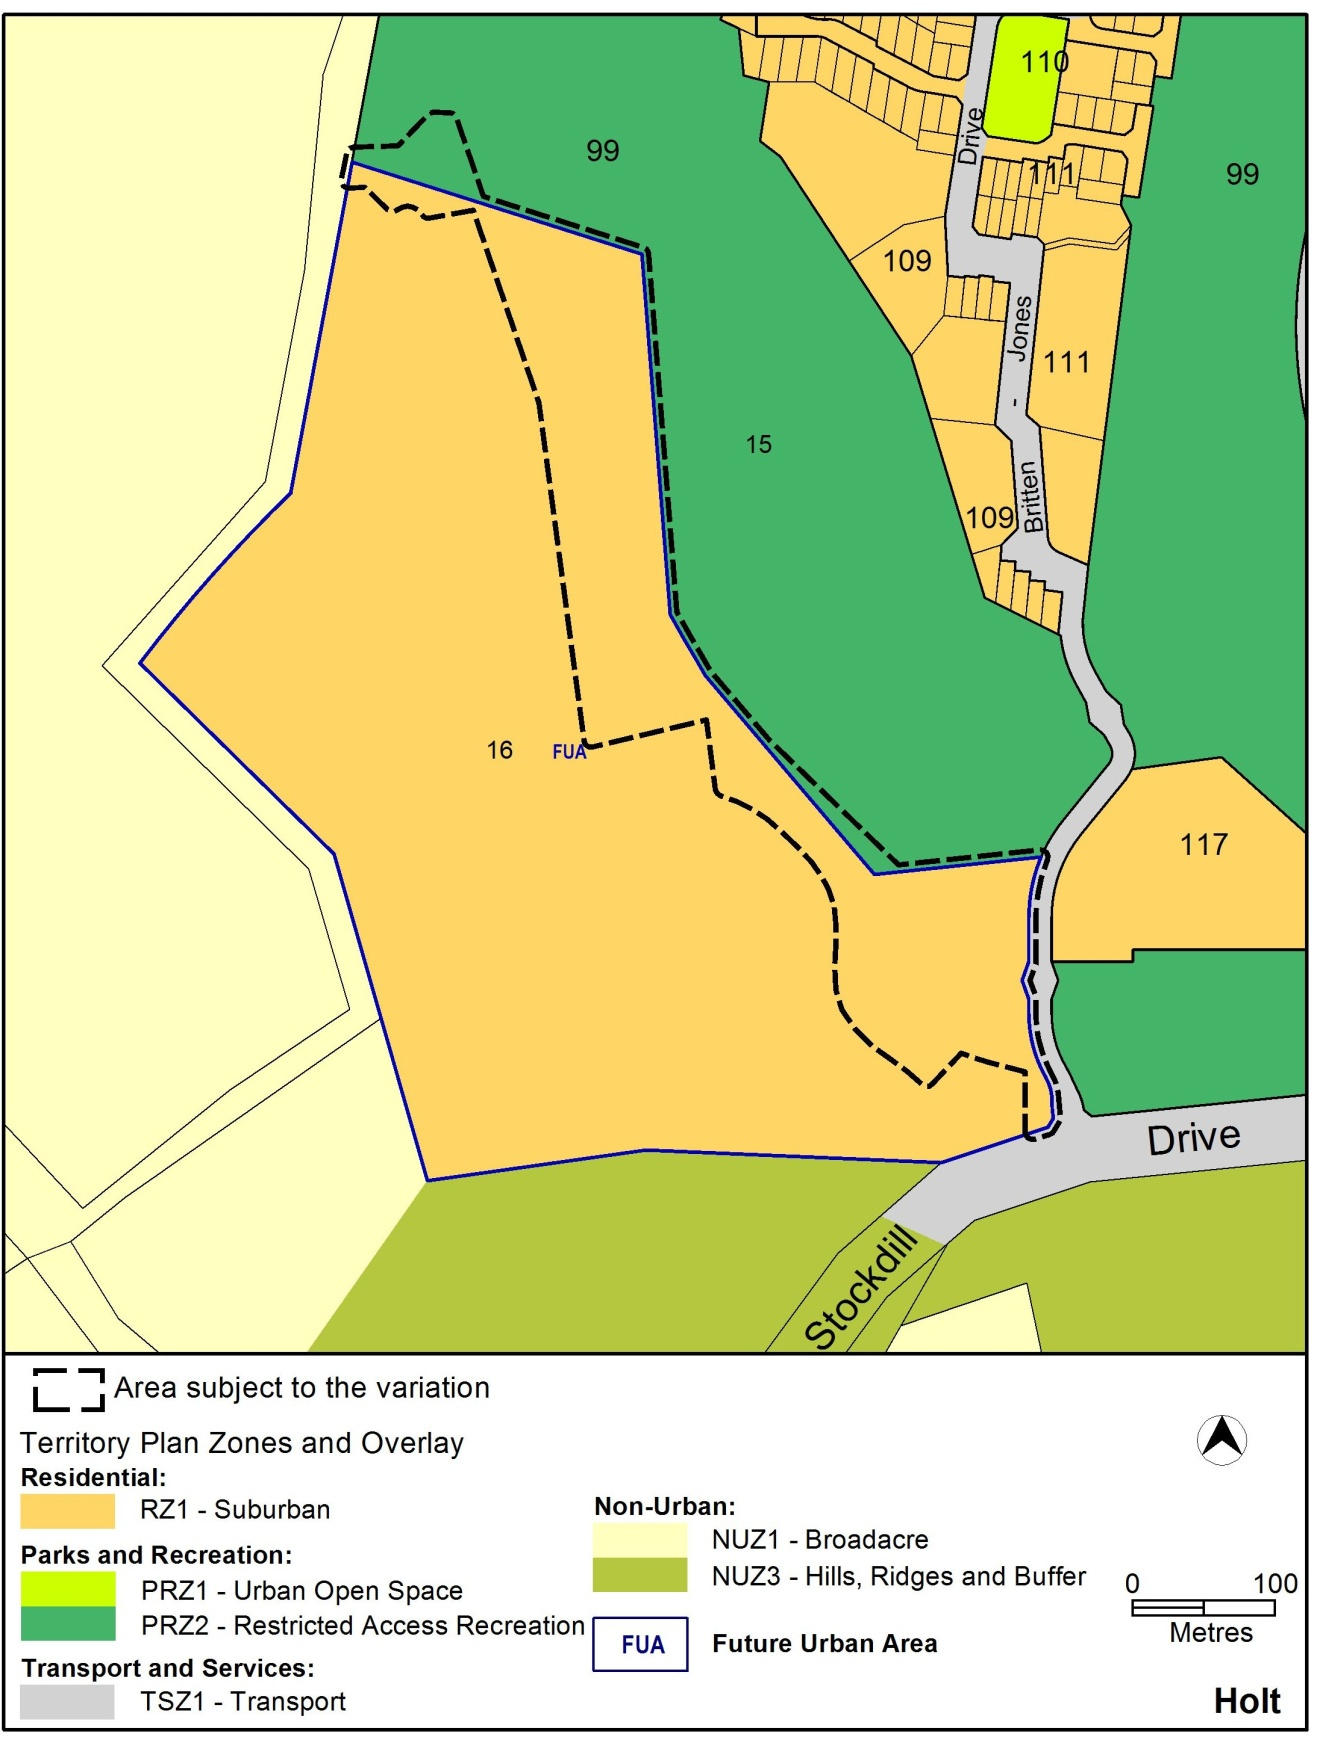 110
Drive
99
111
99
109
Jones
111
-
15
109
Britten
16
FUA
117
Drive
Stockdill
Area subject to the variation
Territory Plan Zones and Overlay
Residential:
RZ1 - Suburban
Parks and Recreation:
PRZ1 - Urban Open Space
PRZ2 - Restricted Access Recreation
Transport and Services:
TSZ1 - Transport
Non-Urban:
NUZ1 - Broadacre
NUZ3 - Hills, Ridges and Buffer
FUA
Future Urban Area
0 100
Metres
Holt